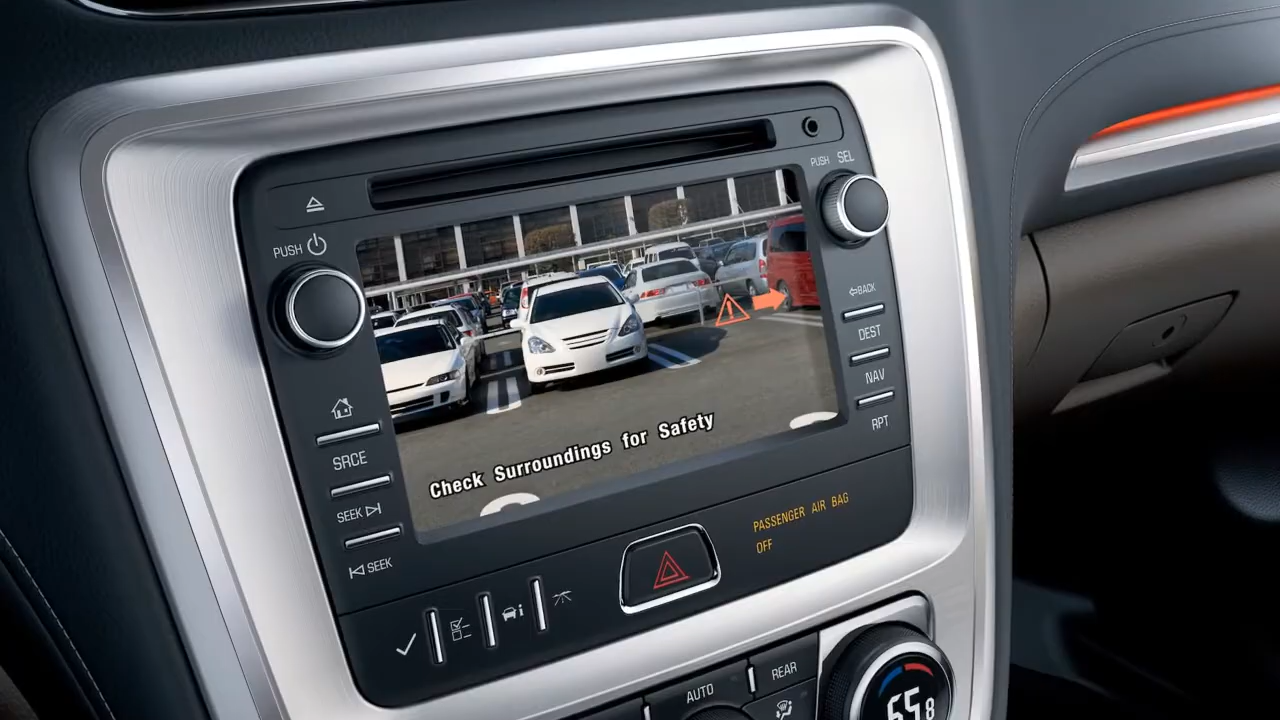 PUSH SEL
PUSH
BACK
DEST
NAV
RPT
SRCE
SEEK
SEEK
Check Surroundings for Safety
PASSENGER AIR BAG
OFF
AUTO
REAR
65